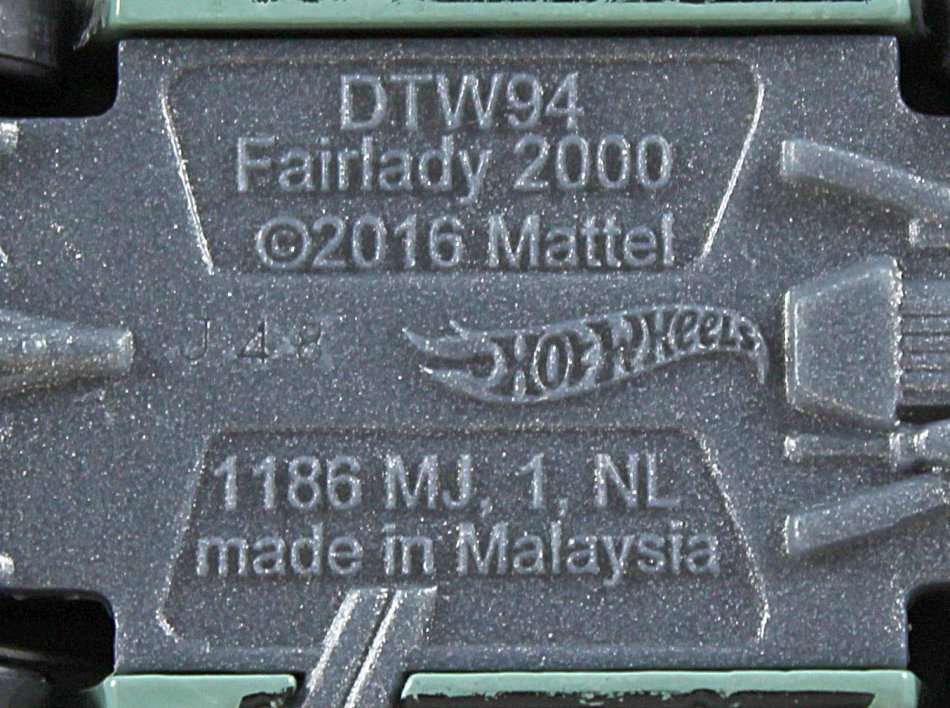 DTW94
Fairlady 2000
©2016 Mattel
J 48
HOT WHEELS
1186 MJ, 1, NL
made in Malaysia